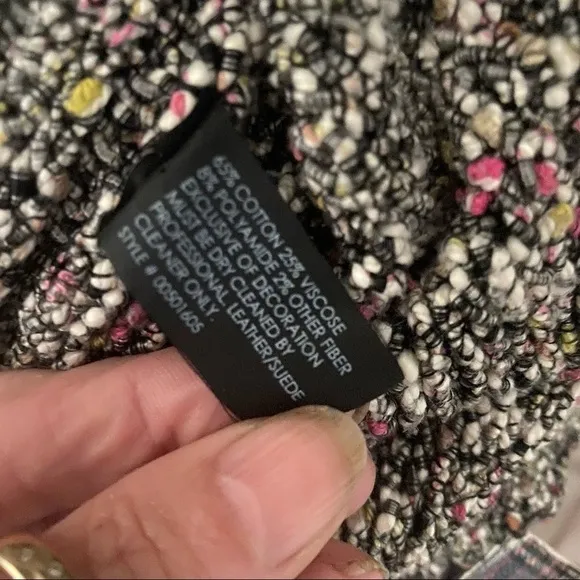 65% COTTON 25% VISCOSE
8% POLYAMIDE 2% OTHER FIBER
EXCLUSIVE OF DECORATION
MUST BE DRY CLEANED BY
PROFESSIONAL LEATHER/SUEDE
CLEANER ONLY.
STYLE # 00501605